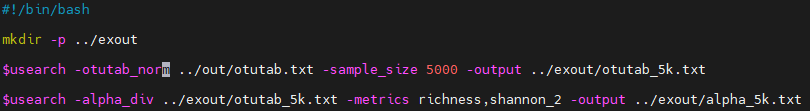 #!/bin/bash
mkdir -p ../exout
$usearch -otutab_norm ../out/otutab.txt -sample_size 5000 -output ../exout/otutab_5k.txt
$usearch -alpha_div ../exout/otutab_5k.txt -metrics richness,shannon_2 -output ../exout/alpha_5k.txt